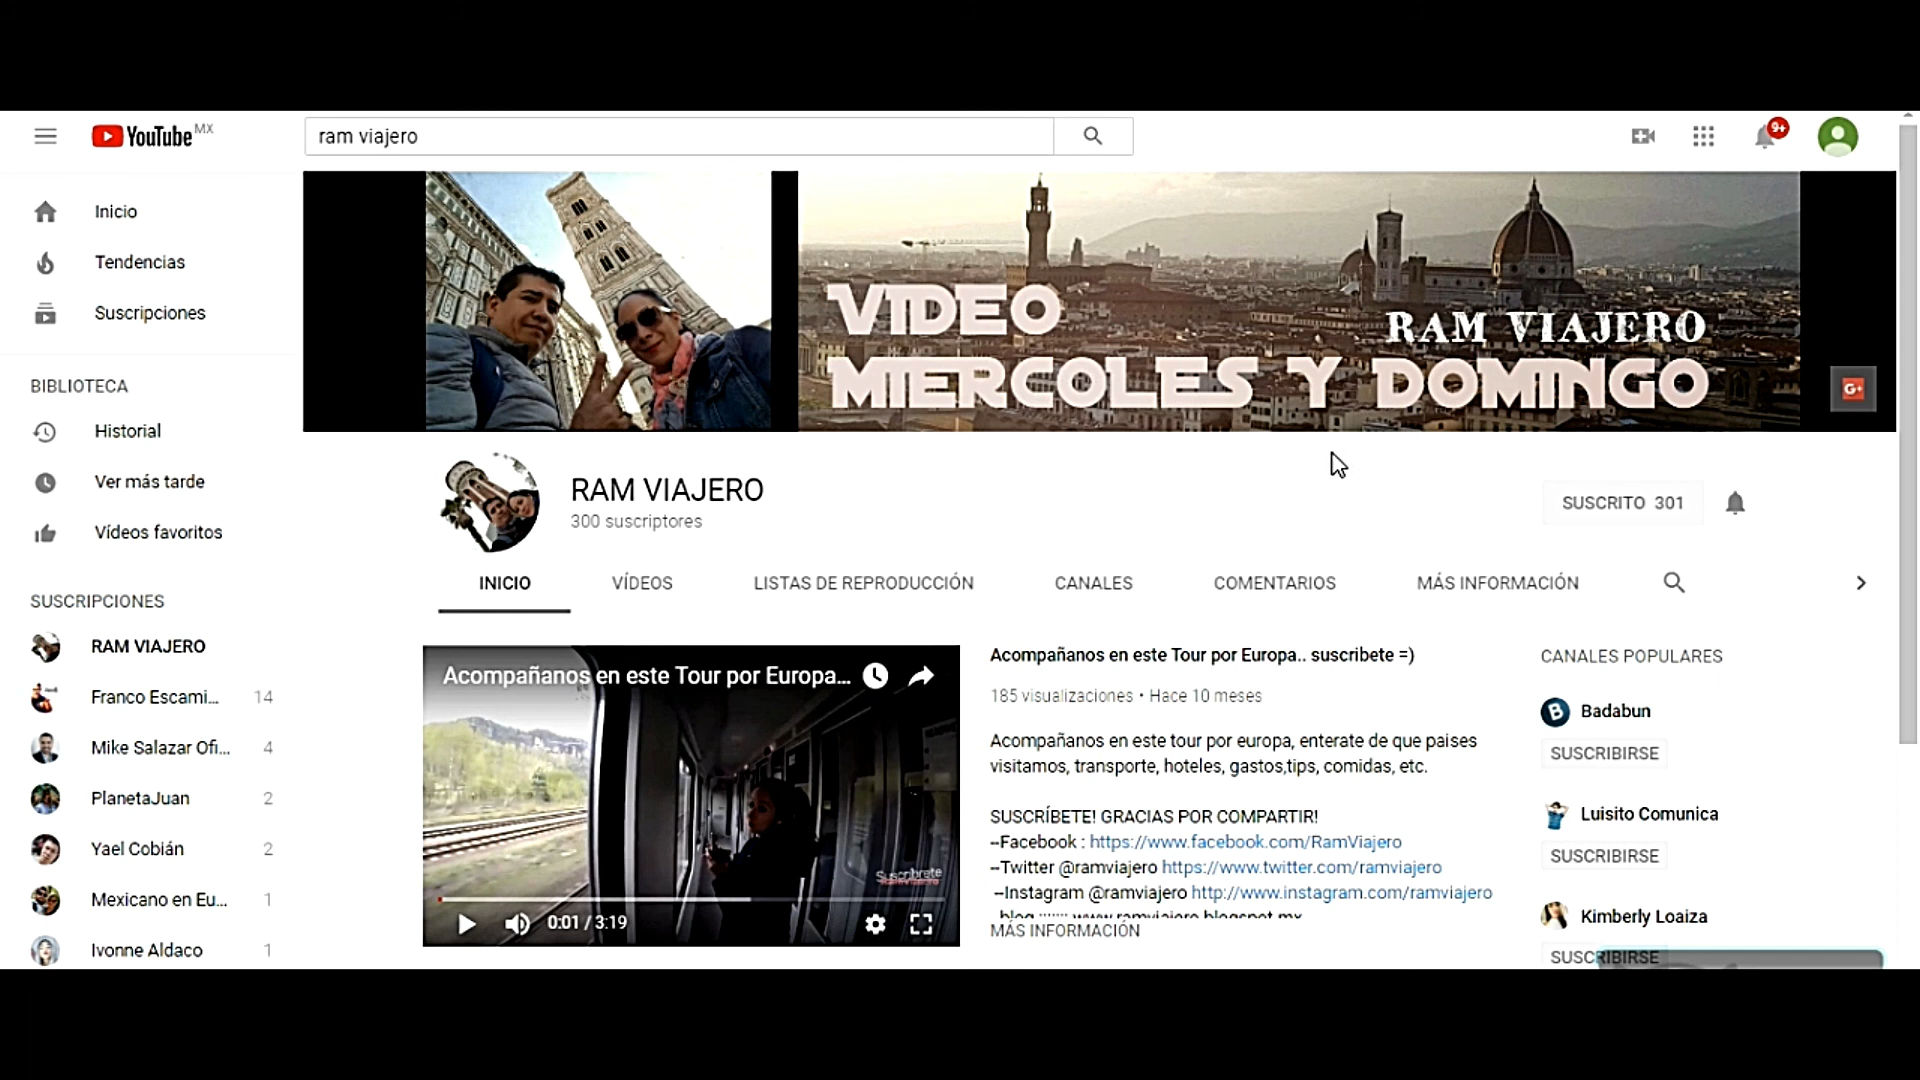 YouTube MX
ram viajero
9+
Inicio
Tendencias
Suscripciones
BIBLIOTECA
Historial
Ver más tarde
Vídeos favoritos
SUSCRIPCIONES
RAM VIAJERO
Franco Escami... 14
Mike Salazar Ofi... 4
PlanetaJuan 2
Yael Cobián 2
Mexicano en Eu... 1
Ivonne Aldaco 1
VIDEO
RAM VIAJERO
MIERCOLES Y DOMINGO
G+
RAM VIAJERO
300 suscriptores
SUSCRITO 301
INICIO VÍDEOS LISTAS DE REPRODUCCIÓN CANALES COMENTARIOS MÁS INFORMACIÓN
Acompañanos en este Tour por Europa...
Suscribrete
RamViajero
0:01 / 3:19
Acompañanos en este Tour por Europa.. suscribete =)
185 visualizaciones • Hace 10 meses
Acompañanos en este tour por europa, enterate de que paises
visitamos, transporte, hoteles, gastos,tips, comidas, etc.
SUSCRÍBETE! GRACIAS POR COMPARTIR!
--Facebook : https://www.facebook.com/RamViajero
--Twitter @ramviajero https://www.twitter.com/ramviajero
--Instagram @ramviajero http://www.instagram.com/ramviajero
MÁS INFORMACIÓN
CANALES POPULARES
B
Badabun
SUSCRIBIRSE
Luisito Comunica
SUSCRIBIRSE
Kimberly Loaiza
SUSCRIBIRSE